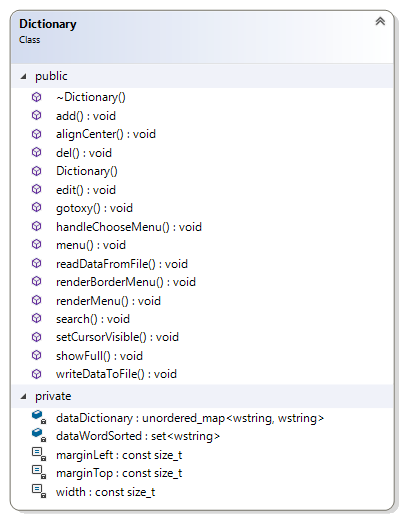 Dictionary
Class
public
~Dictionary()
add() : void
alignCenter() : void
del() : void
Dictionary()
edit() : void
gotoxy() : void
handleChooseMenu() : void
menu() : void
readDataFromFile() : void
renderBorderMenu() : void
renderMenu() : void
search() : void
setCursorVisible() : void
showFull() : void
writeDataToFile() : void
private
dataDictionary : unordered_map<wstring, wstring>
dataWordSorted : set<wstring>
marginLeft : const size_t
marginTop : const size_t
width : const size_t